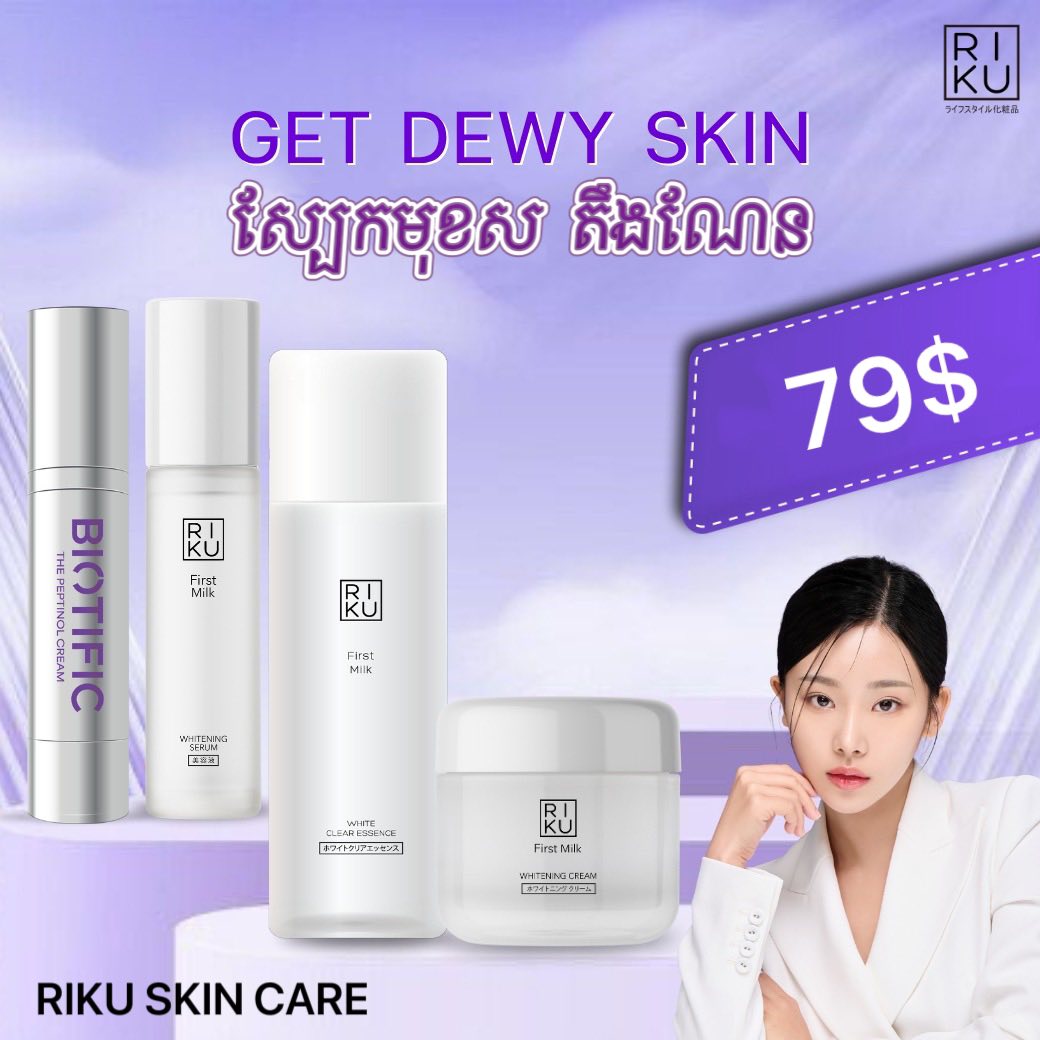 RI
KU
ライフスタイル化粧品
GET DEWY SKIN
ស្បែកមុខស តឹងណែន
79$
BIOTIFIC
THE PEPTINOL CREAM
RI
KU
First
Milk
WHITENING
SERUM
美容液
RI
KU
First
Milk
WHITE
CLEAR ESSENCE
ホワイトクリアエッセンス
RI
KU
First Milk
WHITENING CREAM
ホワイトニング クリーム
RIKU SKIN CARE